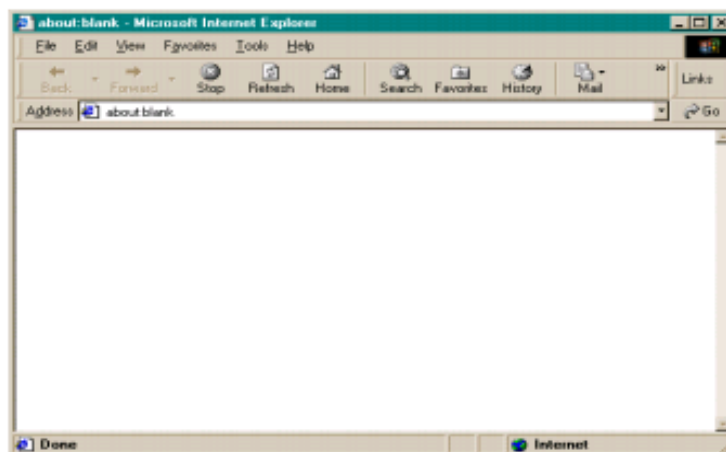 about:blank - Microsoft Internet Explorer
File Edit View Favorites Tools Help
Back Forward Stop Refresh Home Search Favorites History Mail » Links
Address about:blank Go
Done Internet